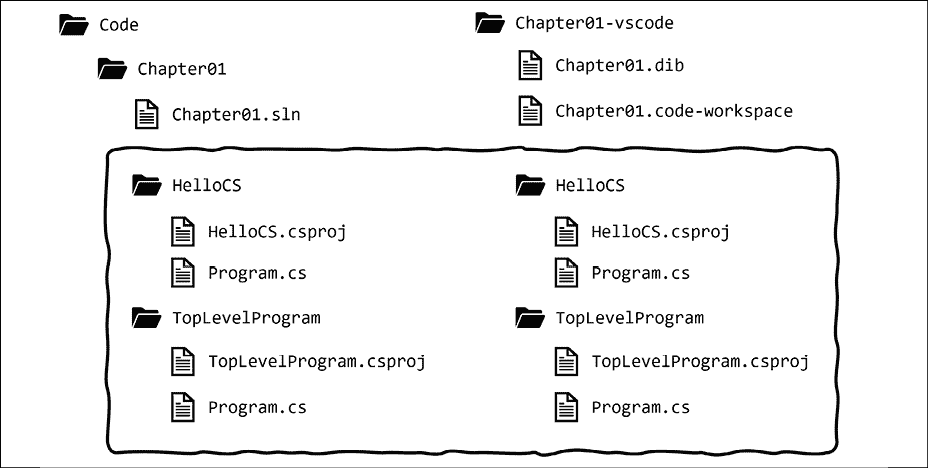 Code
Chapter01
Chapter01.sln
HelloCS
HelloCS.csproj
Program.cs
TopLevelProgram
TopLevelProgram.csproj
Program.cs
Chapter01-vscode
Chapter01.dib
Chapter01.code-workspace
HelloCS
HelloCS.csproj
Program.cs
TopLevelProgram
TopLevelProgram.csproj
Program.cs